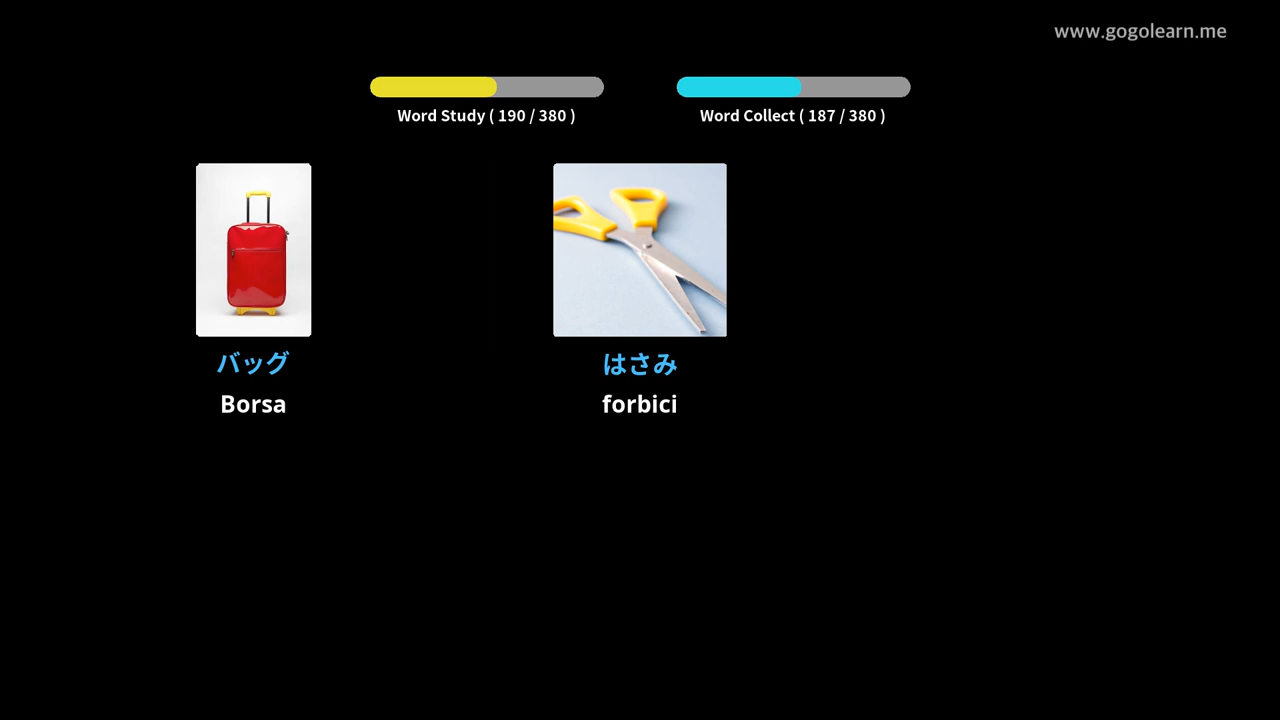 www.gogolearn.me
Word Study ( 190 / 380 )
Word Collect ( 187 / 380 )
バッグ
Borsa
はさみ
forbici